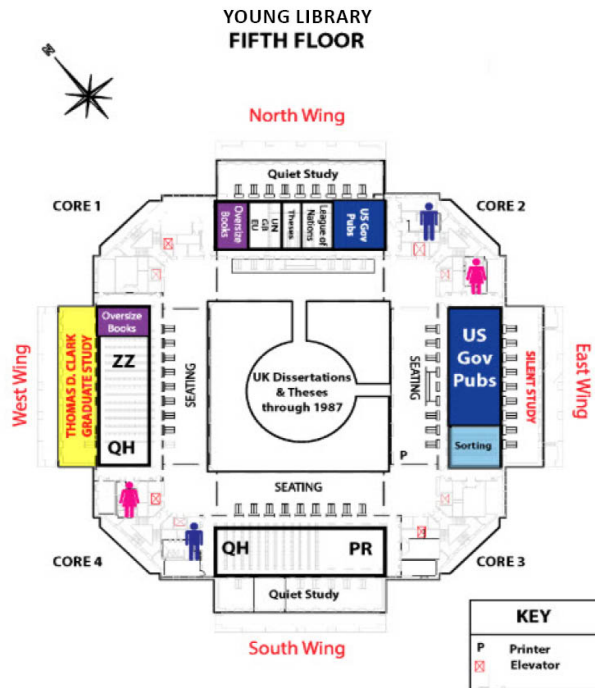 YOUNG LIBRARY
FIFTH FLOOR
N
North Wing
Quiet Study
CORE 1
CORE 2
Oversize
Books
UN
GB
EU
Theses
League of
Nations
US Gov
Pubs
West Wing
THOMAS D. CLARK
GRADUATE STUDY
Oversize
Books
ZZ
QH
SEATING
UK Dissertations
& Theses
through 1987
SEATING
P
US
Gov
Pubs
Sorting
SILENT STUDY
East Wing
SEATING
CORE 4
QH
PR
CORE 3
Quiet Study
South Wing
KEY
P Printer
Elevator